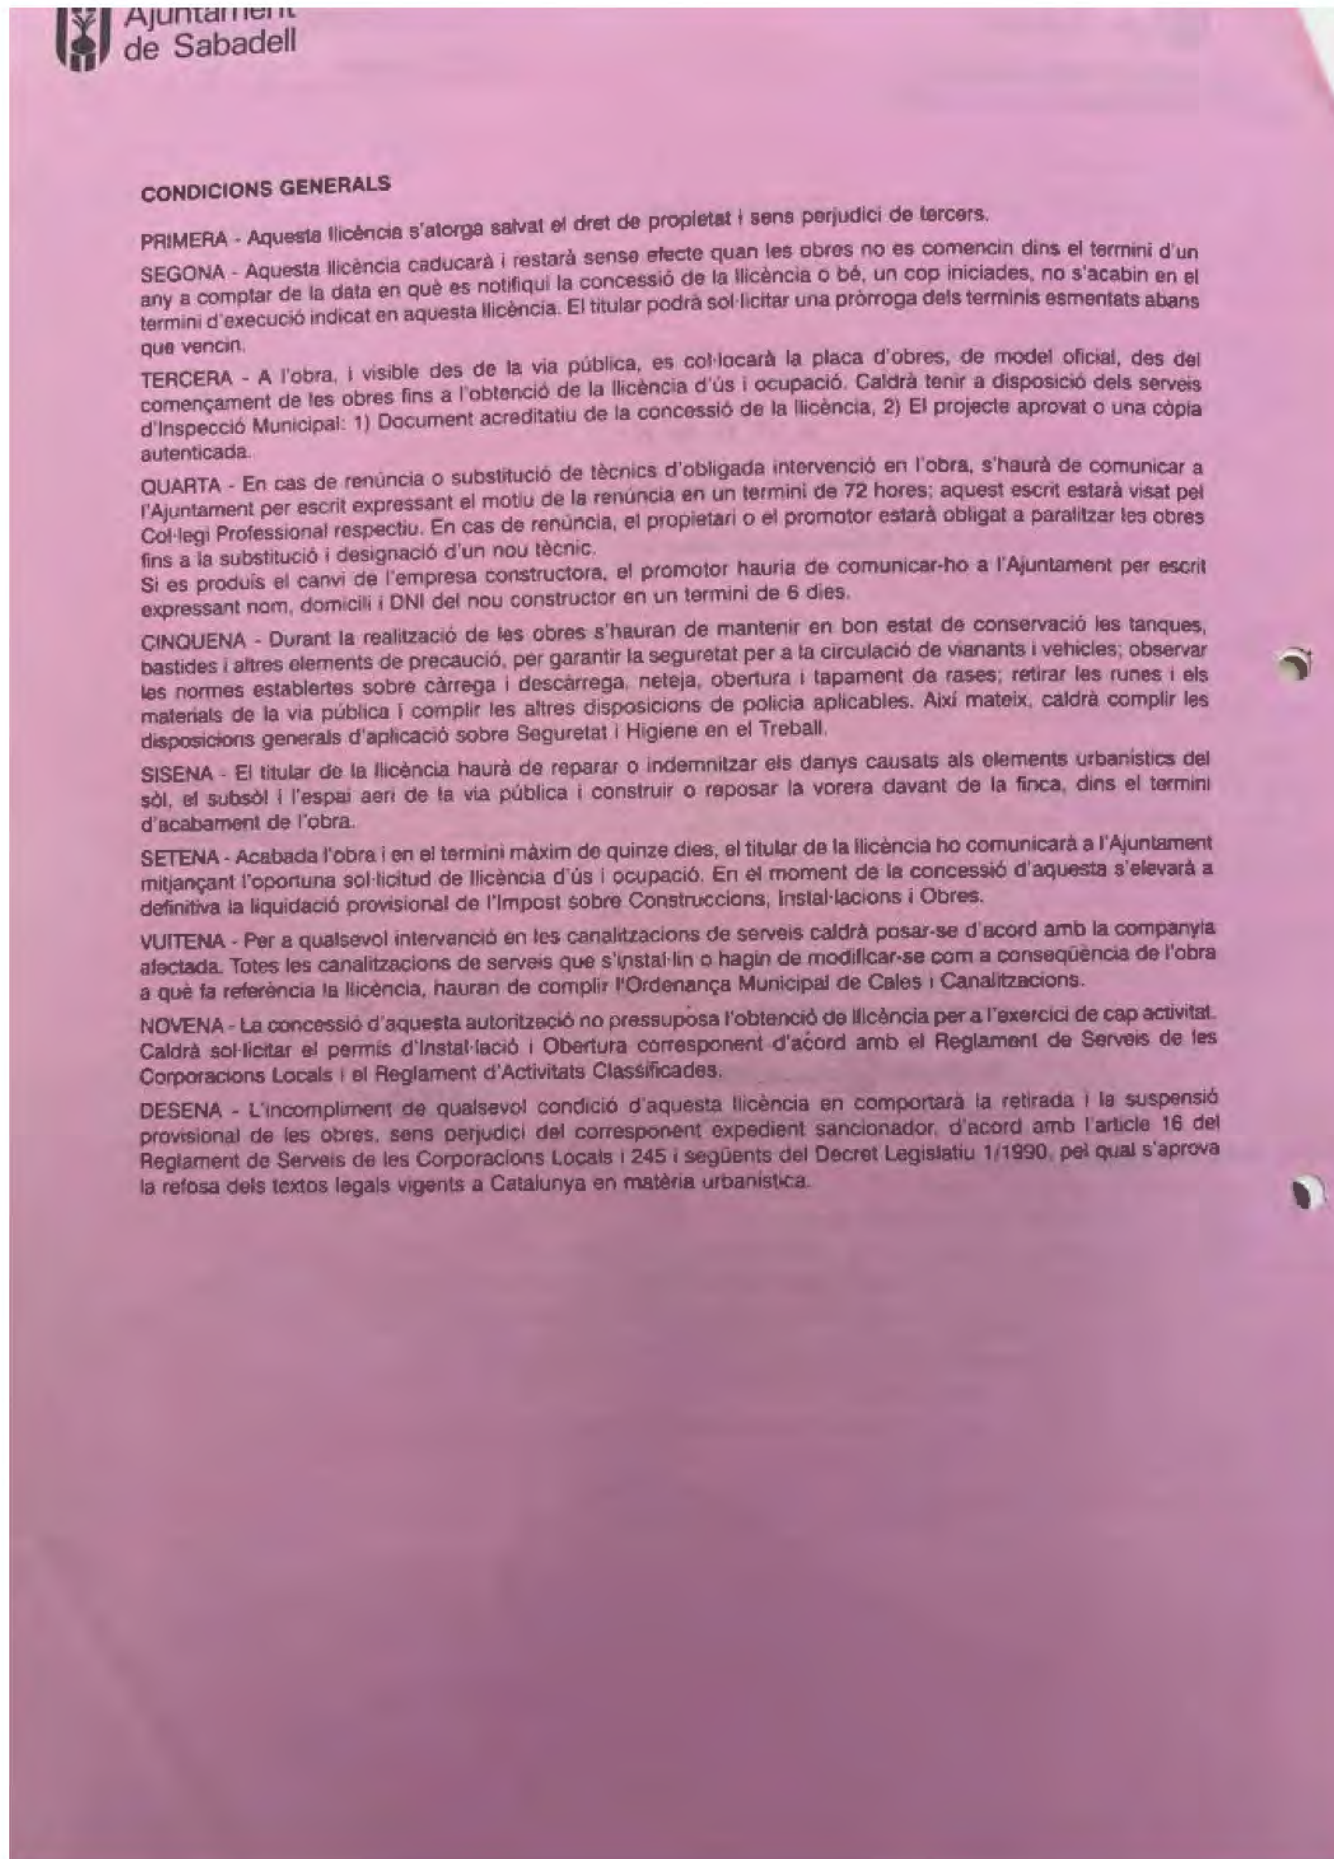 Ajuntament
de Sabadell
CONDICIONS GENERALS
PRIMERA - Aquesta llicència s'atorga salvat el dret de propietat i sens perjudici de tercers.
SEGONA - Aquesta llicència caducarà i restarà sense efecte quan les obres no es comencin dins el termini d'un
any a comptar de la data en què es notifiqui la concessió de la llicència o bé, un cop iniciades, no s'acabin en el
termini d'execució indicat en aquesta llicència. El titular podrà sol·licitar una pròrroga dels terminis esmentats abans
que vencin.
TERCERA - A l'obra, i visible des de la via pública, es col·locarà la placa d'obres, de model oficial, des del
començament de les obres fins a l'obtenció de la llicència d'ús i ocupació. Caldrà tenir a disposició dels serveis
d'Inspecció Municipal: 1) Document acreditatiu de la concessió de la llicència, 2) El projecte aprovat o una còpia
autenticada.
QUARTA - En cas de renúncia o substitució de tècnics d'obligada intervenció en l'obra, s'haurà de comunicar a
l'Ajuntament per escrit expressant el motiu de la renúncia en un termini de 72 hores; aquest escrit estarà visat pel
Col·legi Professional respectiu. En cas de renúncia, el propietari o el promotor estarà obligat a paralitzar les obres
fins a la substitució i designació d'un nou tècnic.
Si es produís el canvi de l'empresa constructora, el promotor hauria de comunicar-ho a l'Ajuntament per escrit
expressant nom, domicili i DNI del nou constructor en un termini de 6 dies.
CINQUENA - Durant la realització de les obres s'hauran de mantenir en bon estat de conservació les tanques,
bastides i altres elements de precaució, per garantir la seguretat per a la circulació de vianants i vehicles; observar
les normes establertes sobre càrrega i descàrrega, neteja, obertura i tapament de rases; retirar les runes i els
materials de la via pública i complir les altres disposicions de policia aplicables. Així mateix, caldrà complir les
disposicions generals d'aplicació sobre Seguretat i Higiene en el Treball.
SISENA - El titular de la llicència haurà de reparar o indemnitzar els danys causats als elements urbanístics del
sòl, el subsòl i l'espai aeri de la via pública i construir o reposar la vorera davant de la finca, dins el termini
d'acabament de l'obra.
SETENA - Acabada l'obra i en el termini màxim de quinze dies, el titular de la llicència ho comunicarà a l'Ajuntament
mitjançant l'oportuna sol·licitud de llicència d'ús i ocupació. En el moment de la concessió d'aquesta s'elevarà a
definitiva la liquidació provisional de l'Impost sobre Construccions, Instal·lacions i Obres.
VUITENA - Per a qualsevol intervanció en les canalitzacions de serveis caldrà posar-se d'acord amb la companyia
afectada. Totes les canalitzacions de serveis que s'instal·lin o hagin de modificar-se com a conseqüència de l'obra
a què fa referència la llicència, hauran de complir l'Ordenança Municipal de Cales i Canalitzacions.
NOVENA - La concessió d'aquesta autorització no pressuposa l'obtenció de llicència per a l'exercici de cap activitat.
Caldrà sol·licitar el permís d'Instal·lació i Obertura corresponent d'acord amb el Reglament de Serveis de les
Corporacions Locals i el Reglament d'Activitats Classificades.
DESENA - L'incompliment de qualsevol condició d'aquesta llicència en comportarà la retirada i la suspensió
provisional de les obres, sens perjudici del corresponent expedient sancionador, d'acord amb l'article 16 del
Reglament de Serveis de les Corporacions Locals i 245 i següents del Decret Legislatiu 1/1990, pel qual s'aprova
la refosa dels textos legals vigents a Catalunya en matèria urbanística.